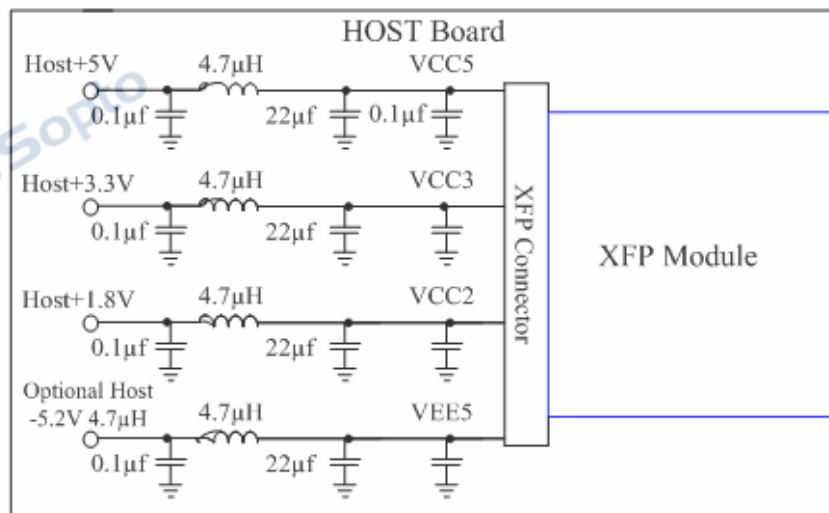 HOST Board
Host+5V
4.7µH
VCC5
0.1µf
22µf
0.1µf
Sopto
Host+3.3V
4.7µH
VCC3
0.1µf
22µf
XFP Connector
XFP Module
Host+1.8V
4.7µH
VCC2
0.1µf
22µf
Optional Host
-5.2V 4.7µH
4.7µH
VEE5
0.1µf
22µf